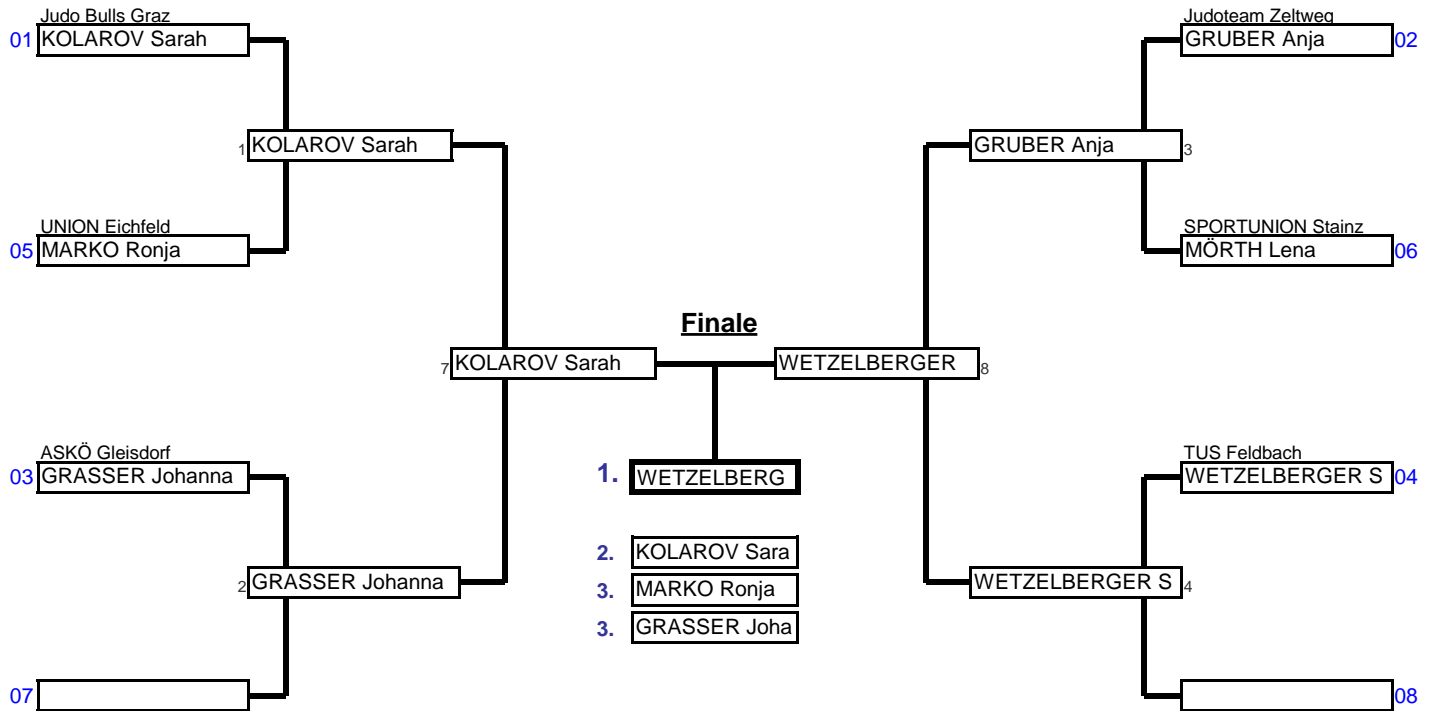 Judo Bulls Graz
01 KOLAROV Sarah
Judoteam Zeltweg
GRUBER Anja 02
1 KOLAROV Sarah
GRUBER Anja 3
UNION Eichfeld
05 MARKO Ronja
SPORTUNION Stainz
MÖRTH Lena 06
Finale
7 KOLAROV Sarah
WETZELBERGER 8
ASKÖ Gleisdorf
03 GRASSER Johanna
1. WETZELBERG
TUS Feldbach
WETZELBERGER S 04
2. KOLAROV Sara
3. MARKO Ronja
3. GRASSER Joha
2 GRASSER Johanna
WETZELBERGER S 4
07
08